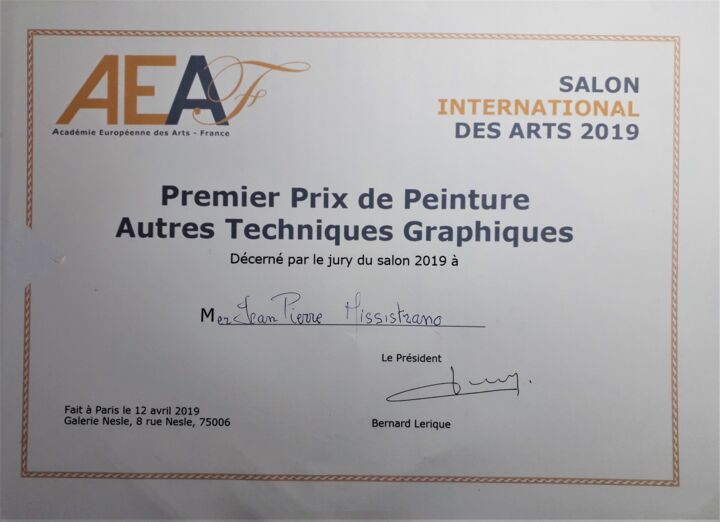 AEAF
Académie Européenne des Arts - France
SALON
INTERNATIONAL
DES ARTS 2019
Premier Prix de Peinture
Autres Techniques Graphiques
Décerné par le jury du salon 2019 à
Mer Jean Pierre Missistrano
Le Président
Bernard Lerique
Fait à Paris le 12 avril 2019
Galerie Nesle, 8 rue Nesle, 75006